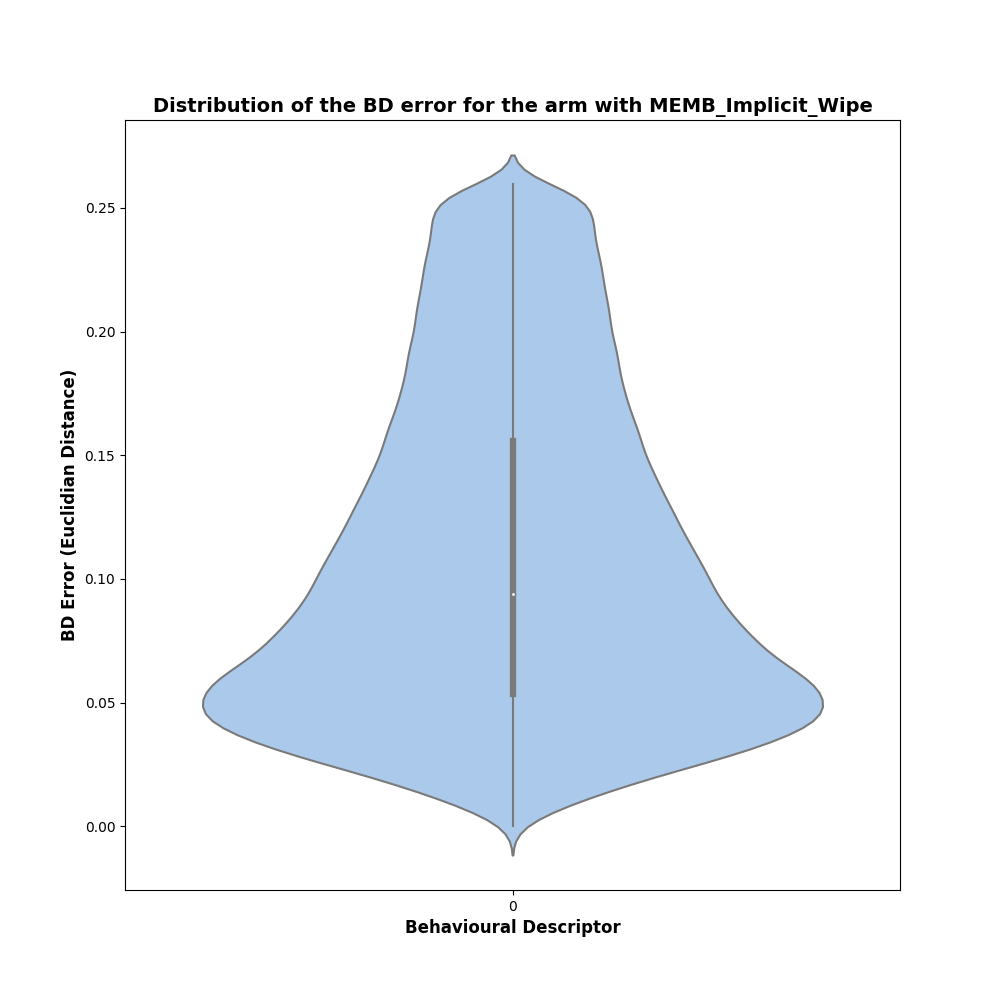 Distribution of the BD error for the arm with MEMB_Implicit_Wipe
0.25
0.20
0.15
0.10
0.05
0.00
BD Error (Euclidian Distance)
0
Behavioural Descriptor